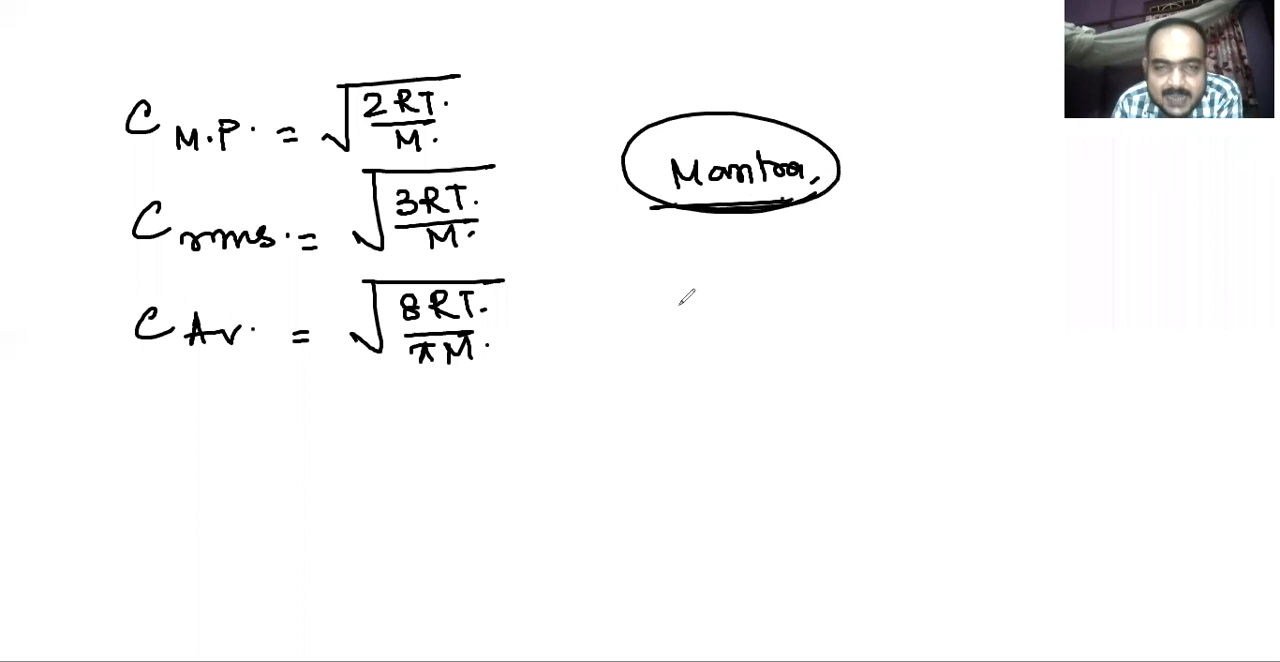 C M.P. = √2RT/M
C rms. = √3RT/M
C Av. = √8RT/πM
Mantra,